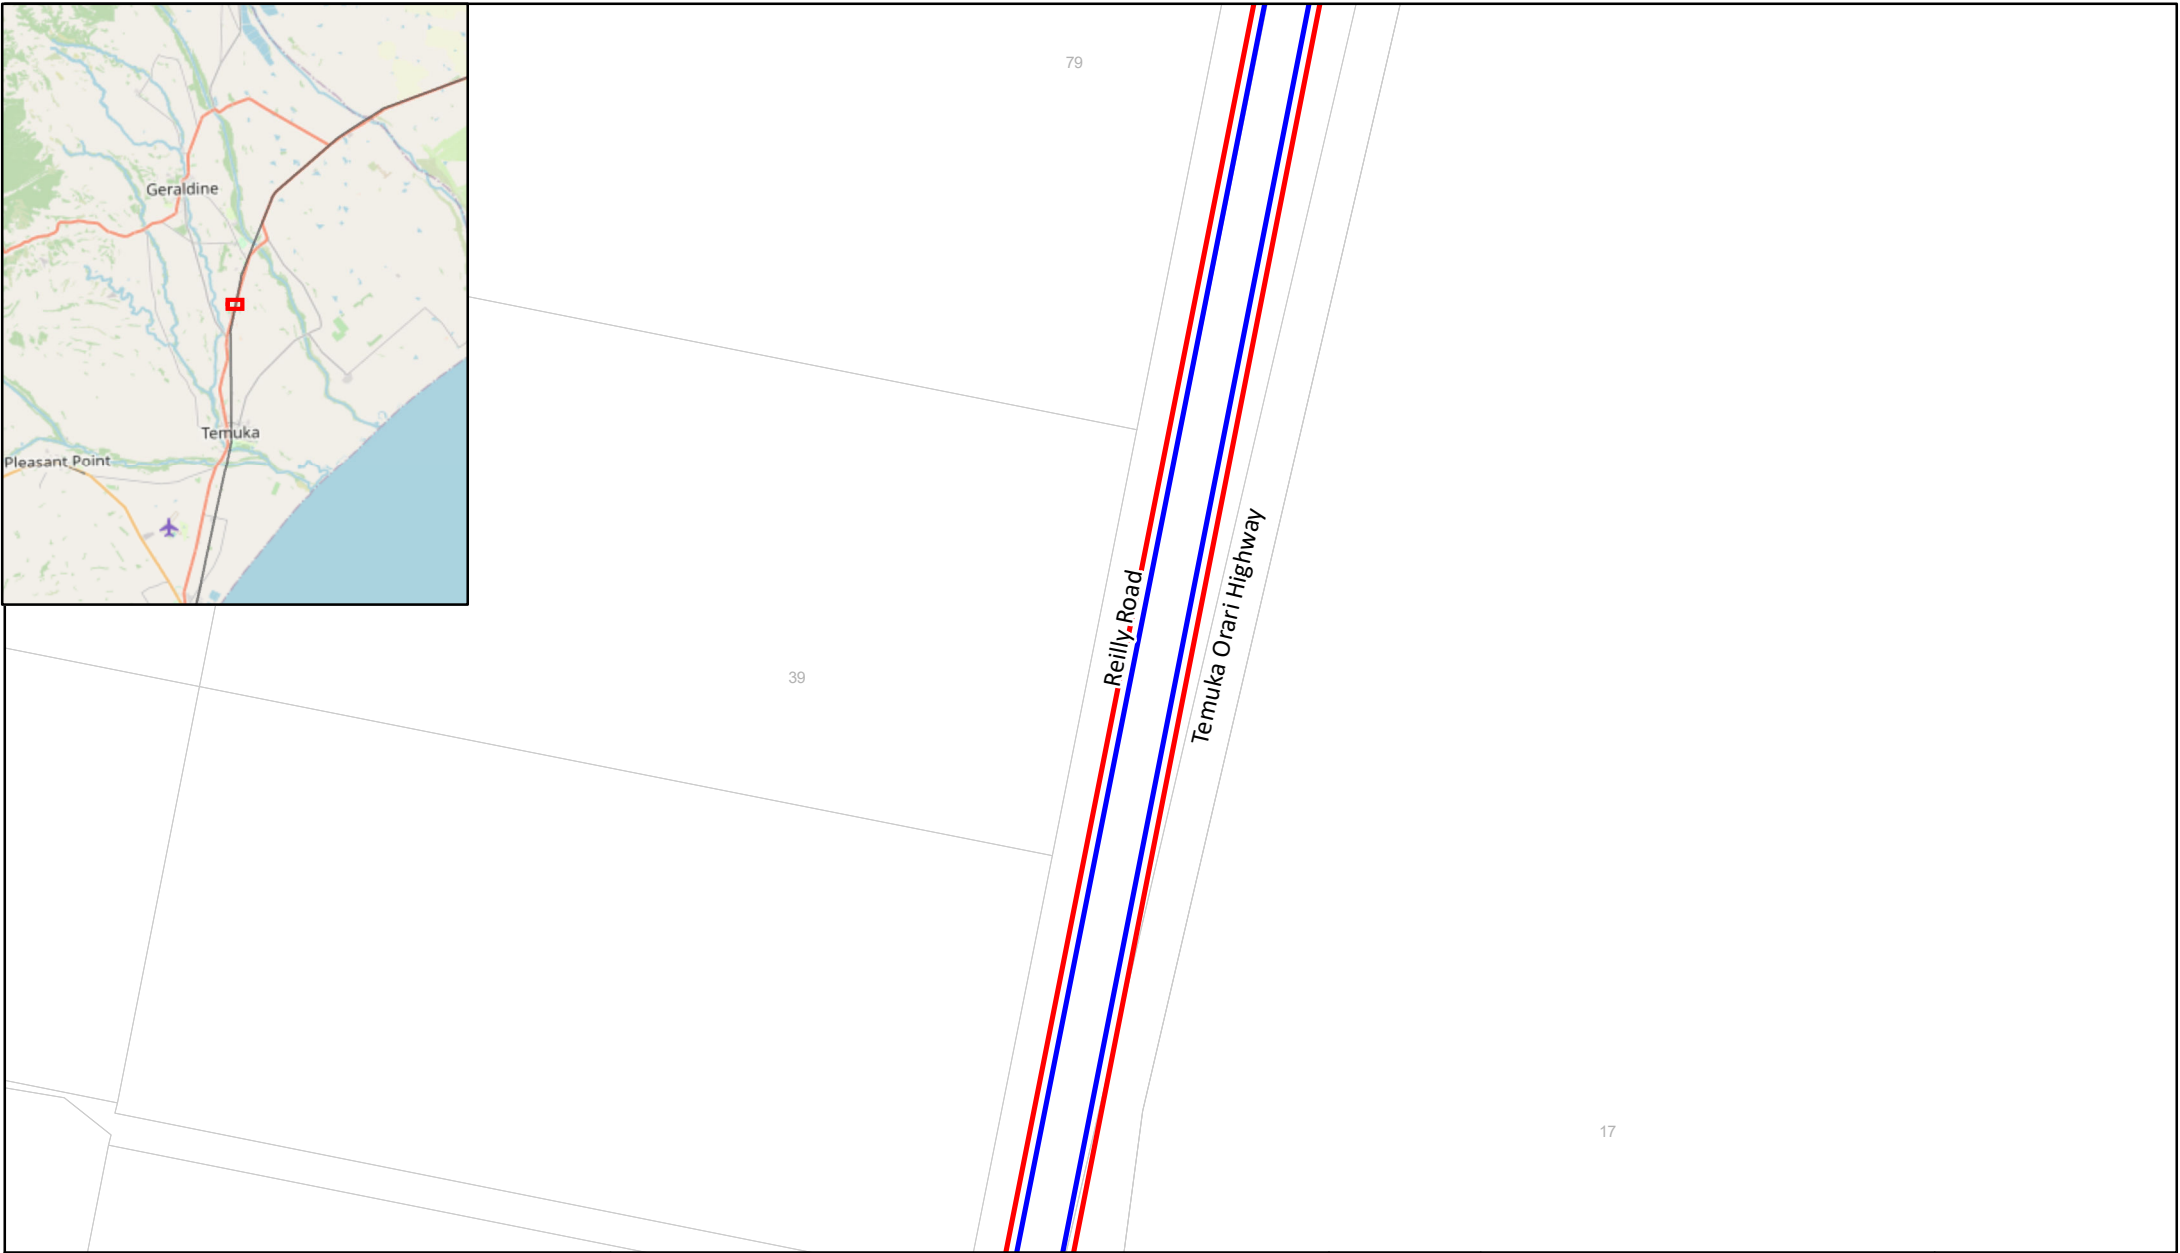 79
Geraldine
Temuka
Pleasant Point
Reilly Road
Temuka Orari Highway
39
17